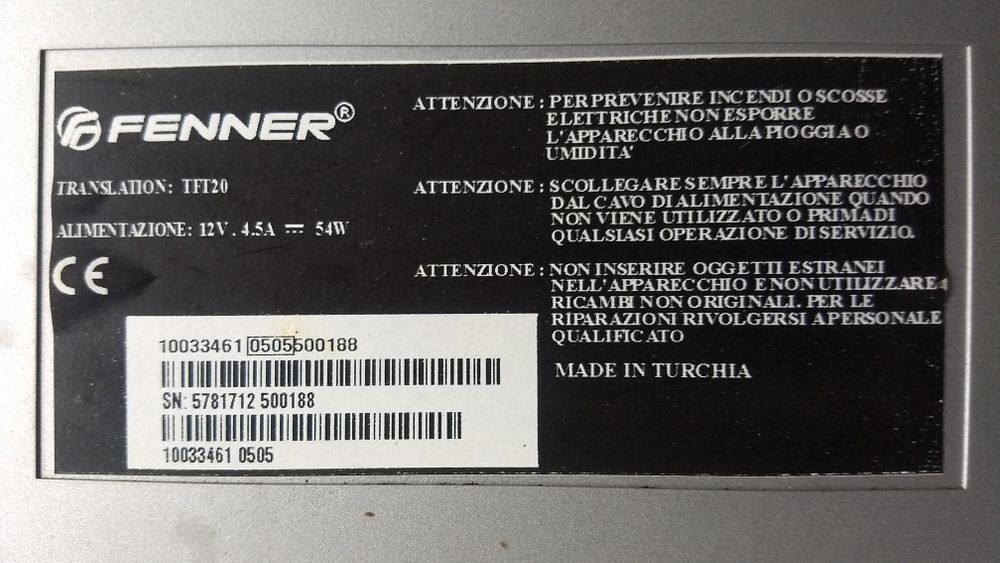 FENNER®
TRANSLATION: TFT20
ALIMENTAZIONE: 12V . 4.5A ⎓ 54W
CE
ATTENZIONE : PER PREVENIRE INCENDI O SCOSSE
ELETTRICHE NON ESPORRE
L'APPARECCHIO ALLA PIOGGIA O
UMIDITA'
ATTENZIONE : SCOLLEGARE SEMPRE L'APPARECCHIO
DAL CAVO DI ALIMENTAZIONE QUANDO
NON VIENE UTILIZZATO O PRIMA DI
QUALSIASI OPERAZIONE DI SERVIZIO.
ATTENZIONE : NON INSERIRE OGGETTI ESTRANEI
NELL'APPARECCHIO E NON UTILIZZARE
RICAMBI NON ORIGINALI. PER LE
RIPARAZIONI RIVOLGERSI A PERSONALE
QUALIFICATO
MADE IN TURCHIA
10033461 0505500188
SN: 5781712 500188
10033461 0505